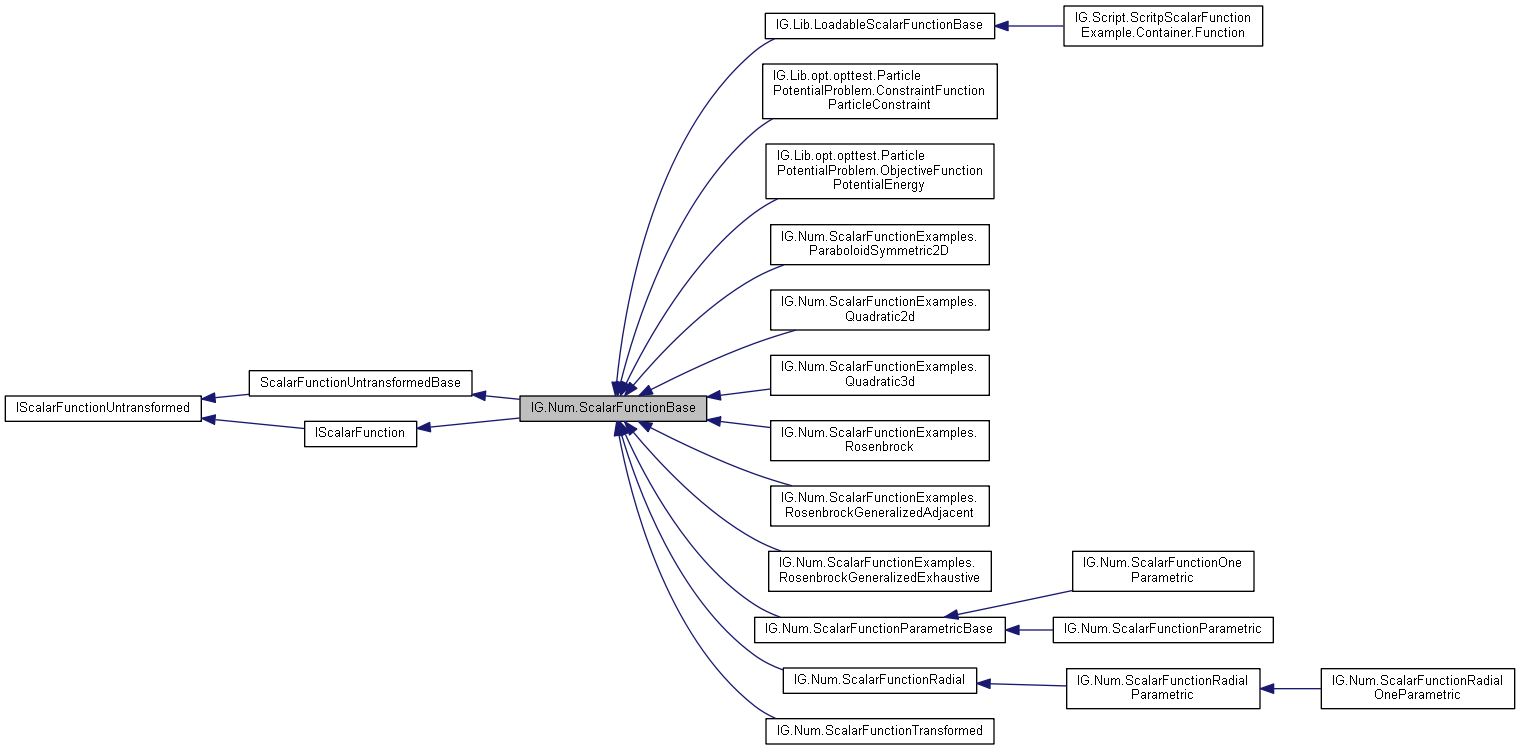 IScalarFunctionUntransformed
ScalarFunctionUntransformedBase
IScalarFunction
IG.Num.ScalarFunctionBase
IG.Lib.LoadableScalarFunctionBase
IG.Script.ScritpScalarFunction
Example.Container.Function
IG.Lib.opt.opttest.Particle
PotentialProblem.ConstraintFunction
ParticleConstraint
IG.Lib.opt.opttest.Particle
PotentialProblem.ObjectiveFunction
PotentialEnergy
IG.Num.ScalarFunctionExamples.
ParaboloidSymmetric2D
IG.Num.ScalarFunctionExamples.
Quadratic2d
IG.Num.ScalarFunctionExamples.
Quadratic3d
IG.Num.ScalarFunctionExamples.
Rosenbrock
IG.Num.ScalarFunctionExamples.
RosenbrockGeneralizedAdjacent
IG.Num.ScalarFunctionExamples.
RosenbrockGeneralizedExhaustive
IG.Num.ScalarFunctionParametricBase
IG.Num.ScalarFunctionOne
Parametric
IG.Num.ScalarFunctionParametric
IG.Num.ScalarFunctionRadial
IG.Num.ScalarFunctionRadial
Parametric
IG.Num.ScalarFunctionRadial
OneParametric
IG.Num.ScalarFunctionTransformed